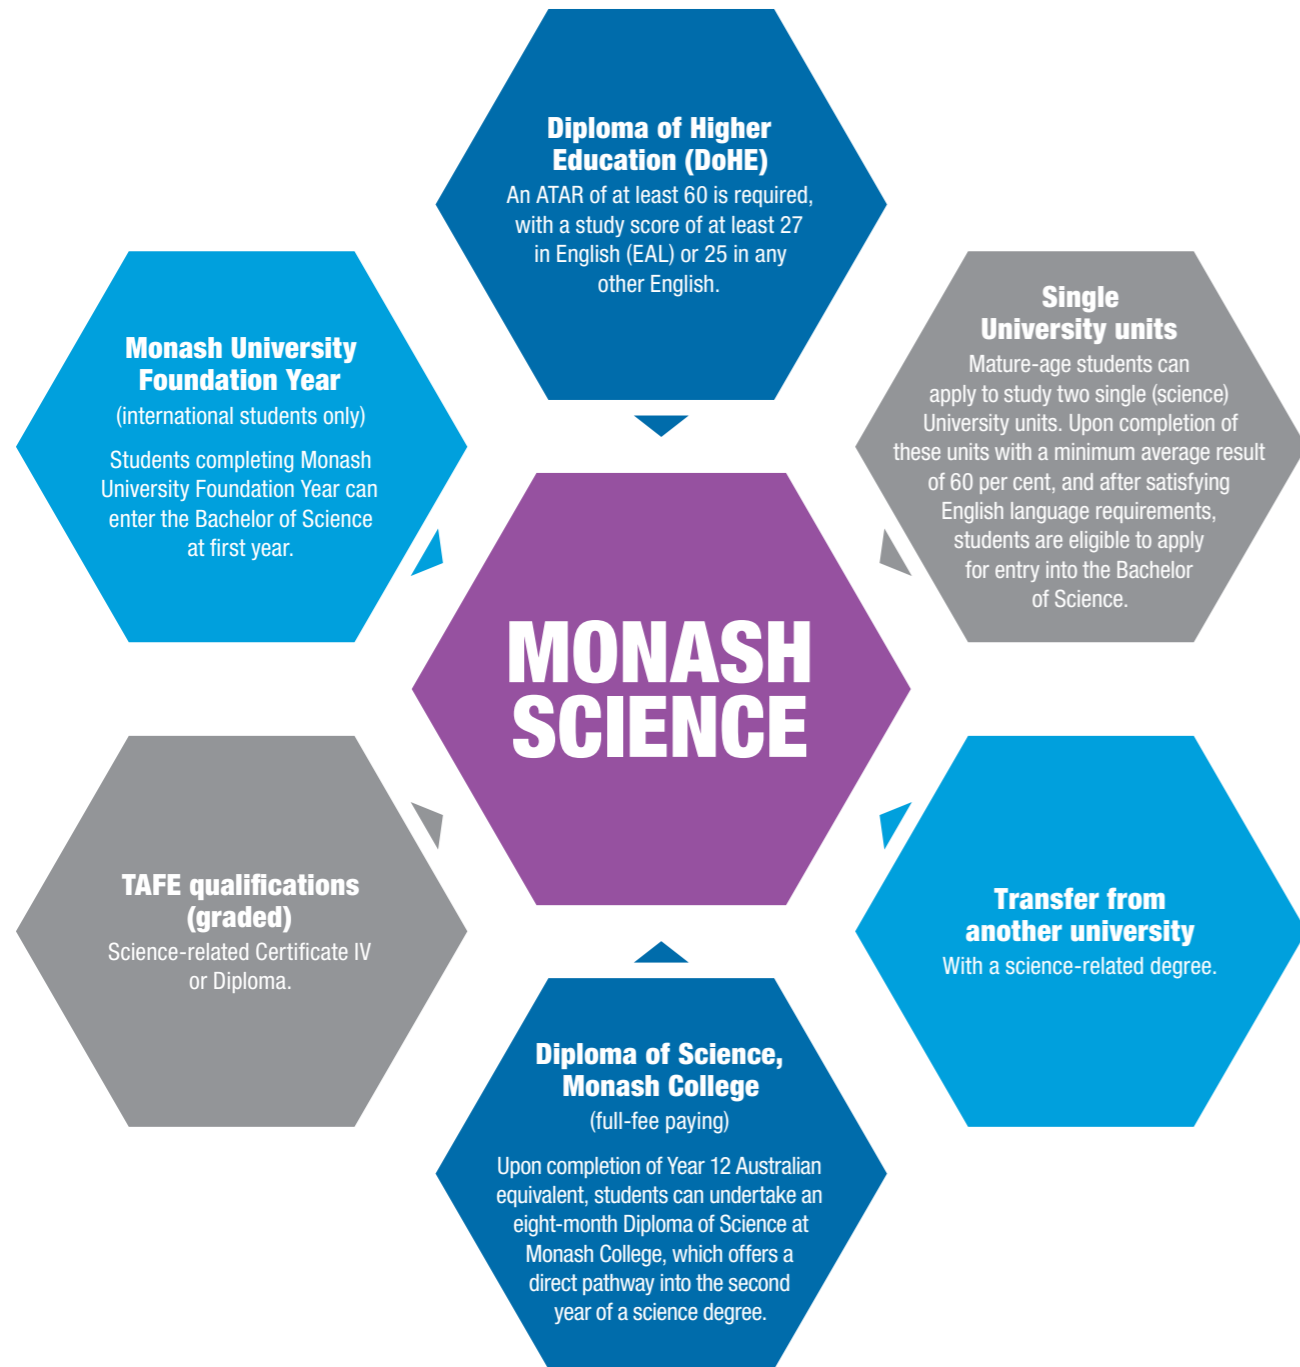 Diploma of Higher
Education (DoHE)
An ATAR of at least 60 is required,
with a study score of at least 27
in English (EAL) or 25 in any
other English.
Monash University
Foundation Year
(international students only)
Students completing Monash
University Foundation Year can
enter the Bachelor of Science
at first year.
Single
University units
Mature-age students can
apply to study two single (science)
University units. Upon completion of
these units with a minimum average result
of 60 per cent, and after satisfying
English language requirements,
students are eligible to apply
for entry into the Bachelor
of Science.
MONASH
SCIENCE
TAFE qualifications
(graded)
Science-related Certificate IV
or Diploma.
Transfer from
another university
With a science-related degree.
Diploma of Science,
Monash College
(full-fee paying)
Upon completion of Year 12 Australian
equivalent, students can undertake an
eight-month Diploma of Science at
Monash College, which offers a
direct pathway into the second
year of a science degree.